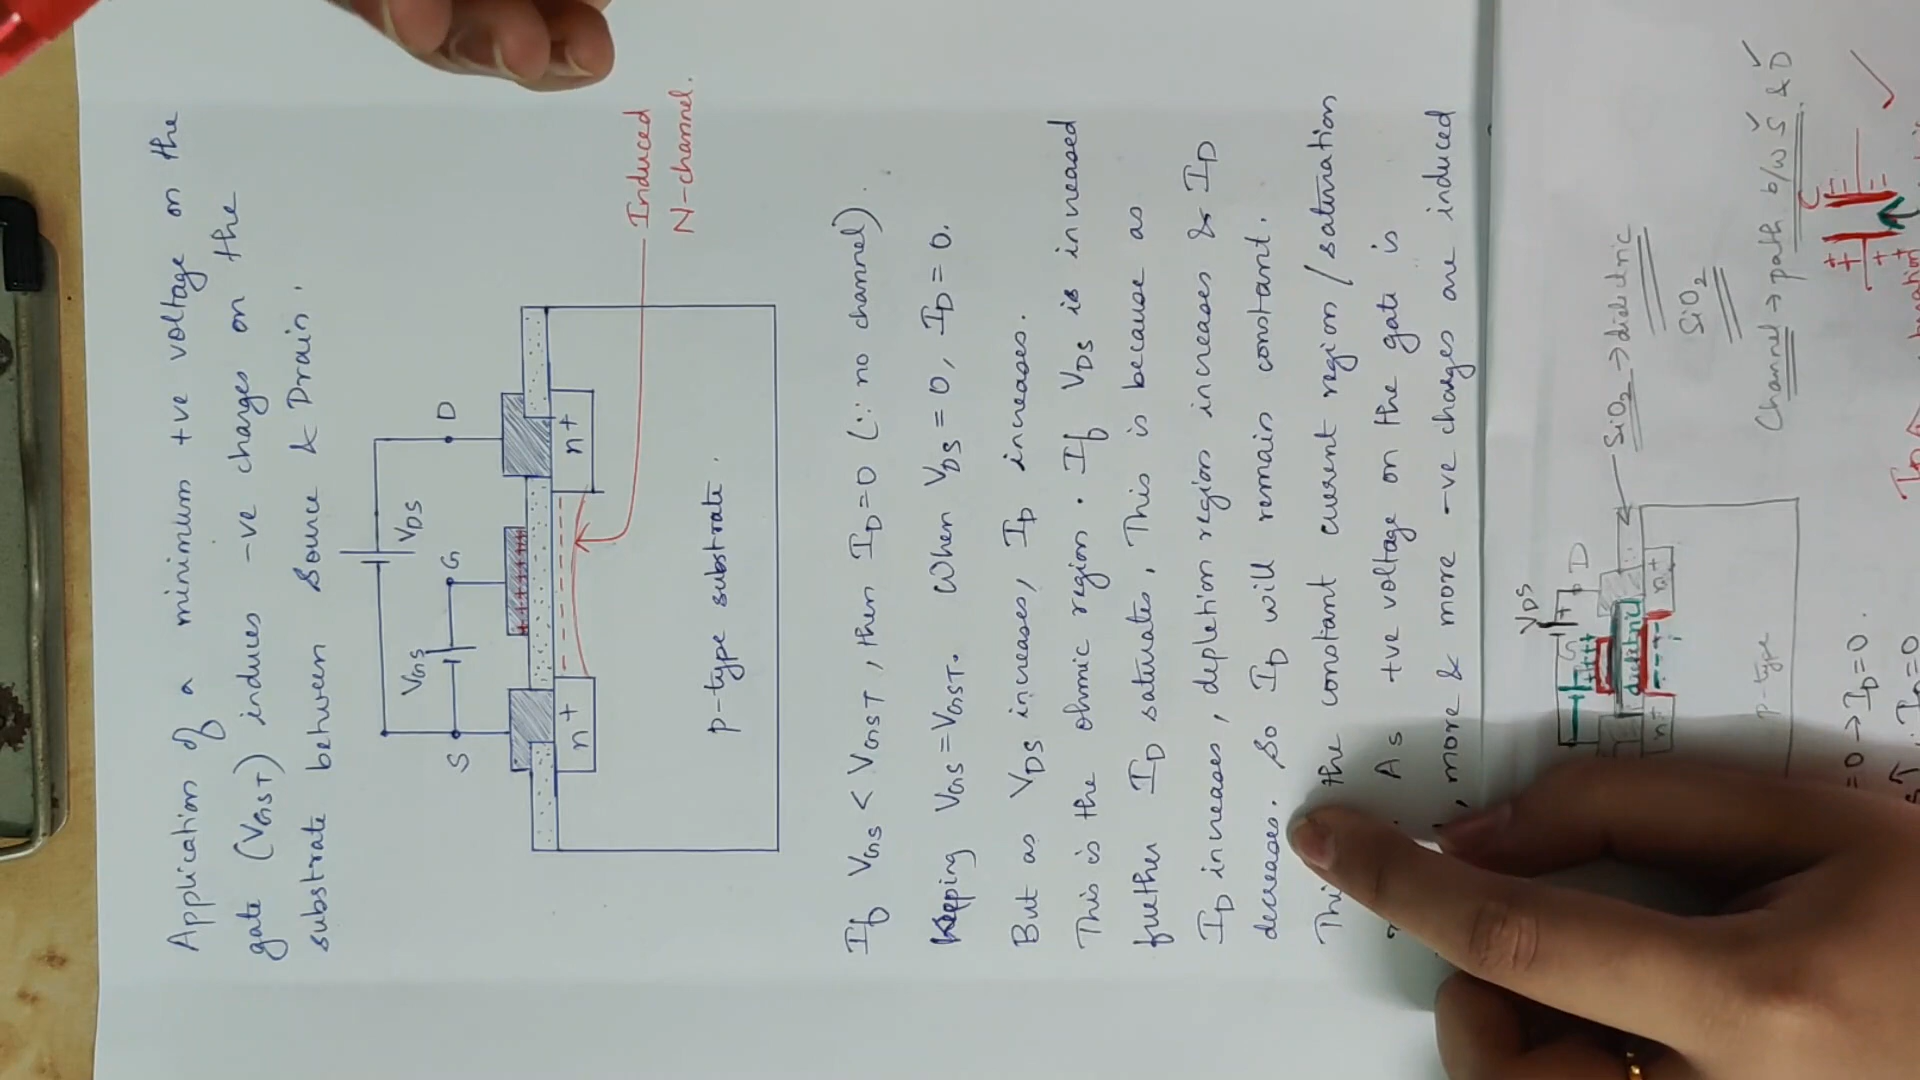 Application of a minimum +ve voltage on the
gate (VGST) induces -ve charges on the
substrate between Source & Drain.
VDS
VGS
S
G
D
n+
n+
p-type substrate.
Induced
N-channel.
If VGS < VGST, then ID=0 (∵ no channel).
Keeping VGS = VGST. When VDS = 0, ID = 0.
But as VDS increases, ID increases.
This is the ohmic region. If VDS is increased
further ID saturates, This is because as
ID increases, depletion region increases & ID
decreases. So ID will remain constant.
the constant current region / saturation
As +ve voltage on the gate is
, more & more -ve charges are induced
VDS
G
D
n+
n+
dielectric
p-type
SiO2 → dielectric
SiO2
Channel → path b/w S & D
C
=0 → ID=0.